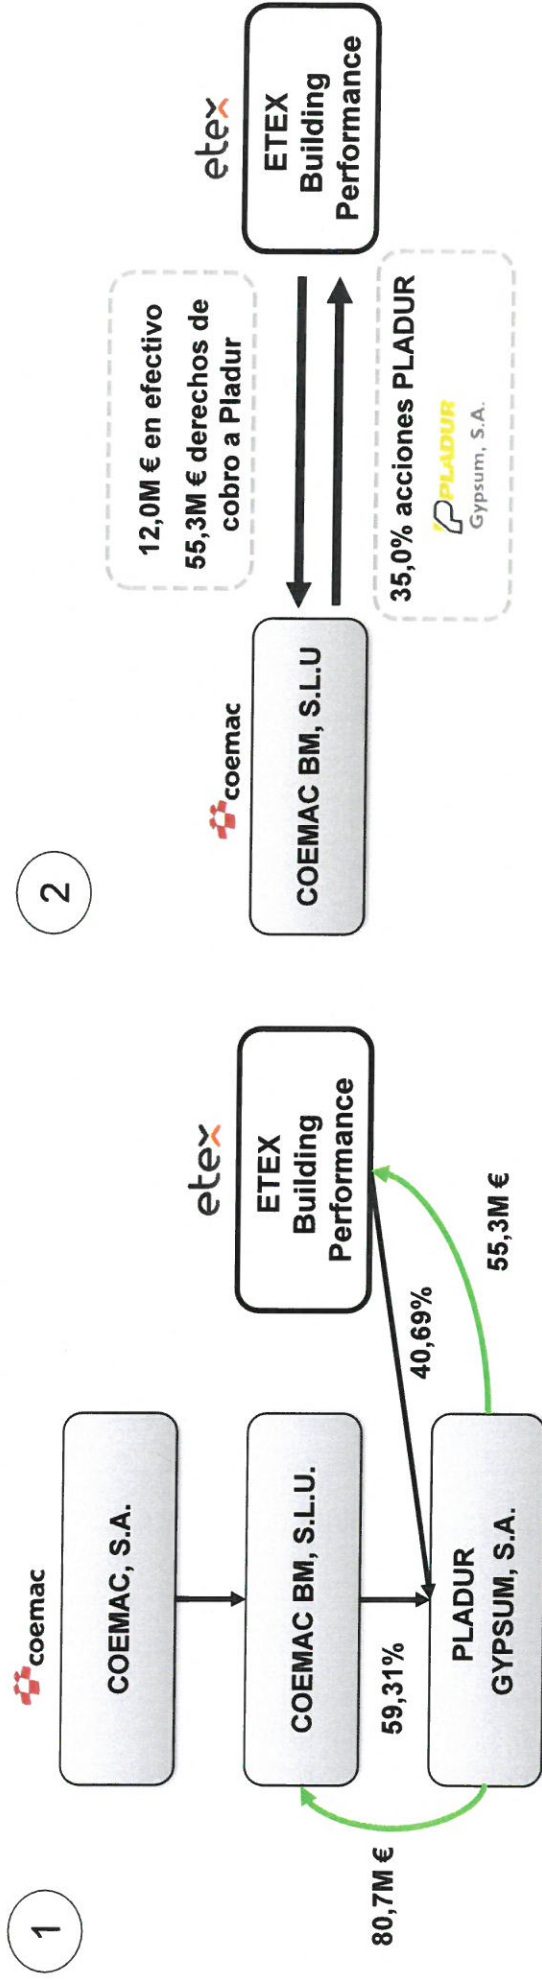 1
coemac
COEMAC, S.A.
COEMAC BM, S.L.U.
59,31%
80,7M €
PLADUR
GYPSUM, S.A.
etex
ETEX
Building
Performance
40,69%
55,3M €
2
coemac
COEMAC BM, S.L.U
12,0M € en efectivo
55,3M € derechos de
cobro a Pladur
35,0% acciones PLADUR
PLADUR
Gypsum, S.A.
etex
ETEX
Building
Performance